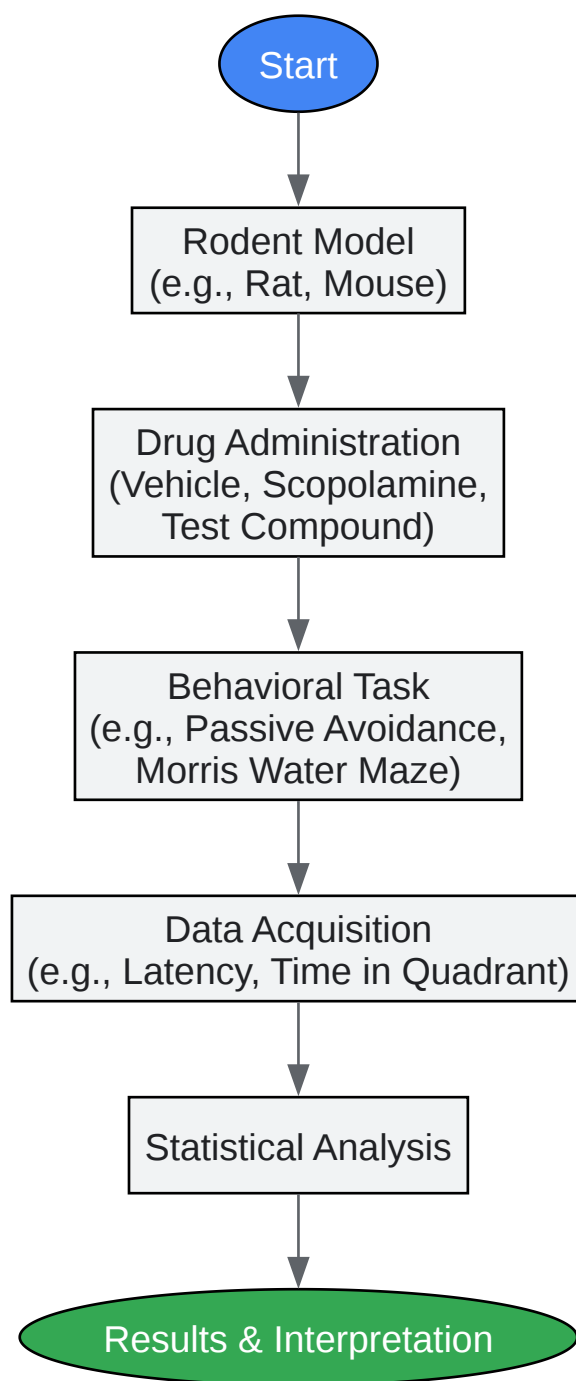 Start
Rodent Model
(e.g., Rat, Mouse)
Drug Administration
(Vehicle, Scopolamine,
Test Compound)
Behavioral Task
(e.g., Passive Avoidance,
Morris Water Maze)
Data Acquisition
(e.g., Latency, Time in Quadrant)
Statistical Analysis
Results & Interpretation